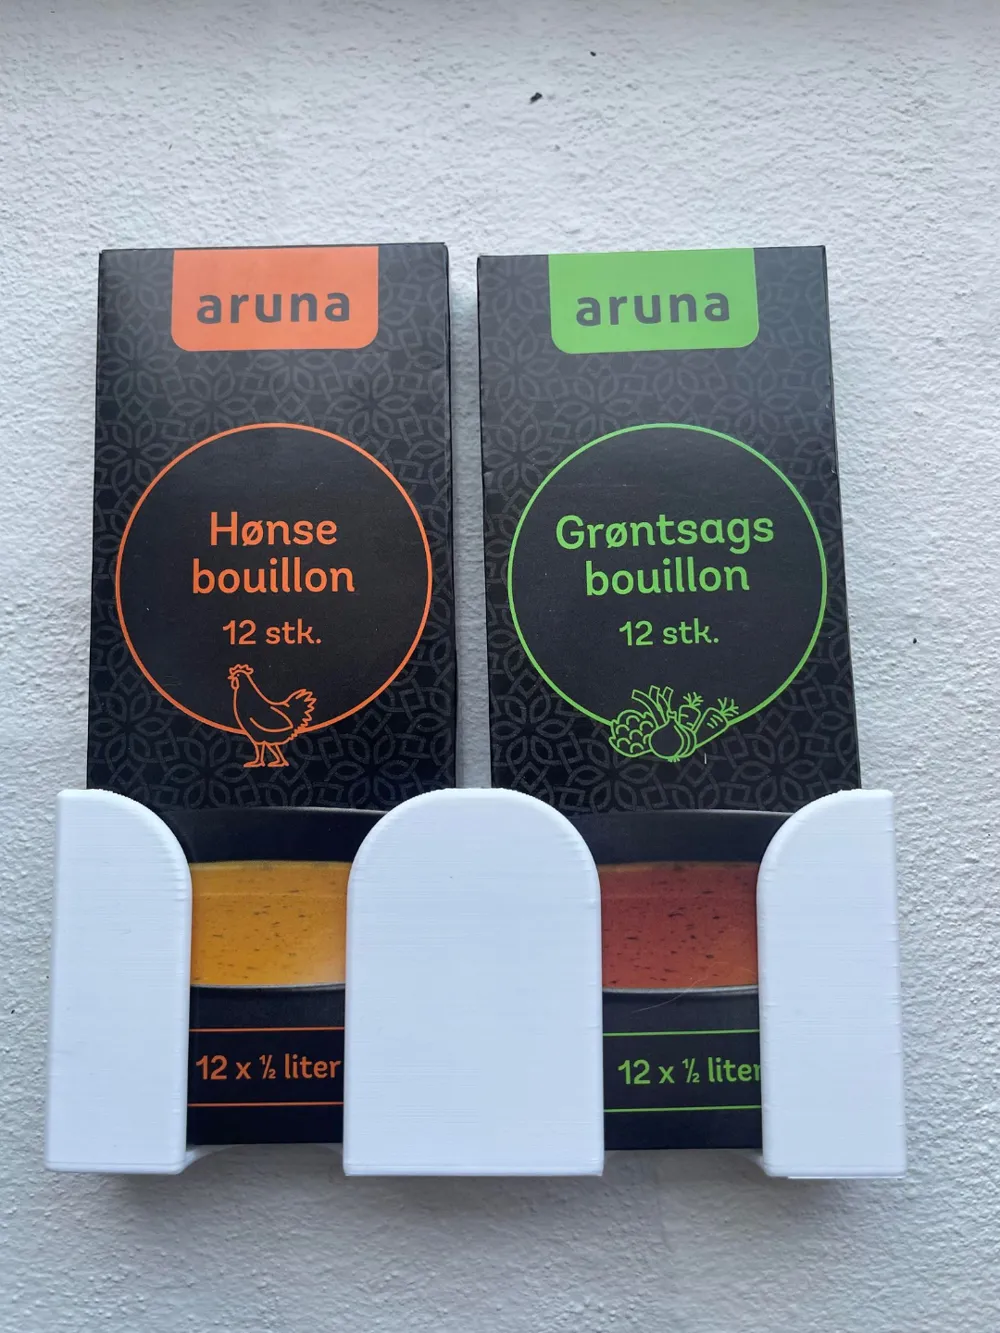 aruna
Hønse
bouillon
12 stk.
12 x ½ liter
aruna
Grøntsags
bouillon
12 stk.
12 x ½ liter